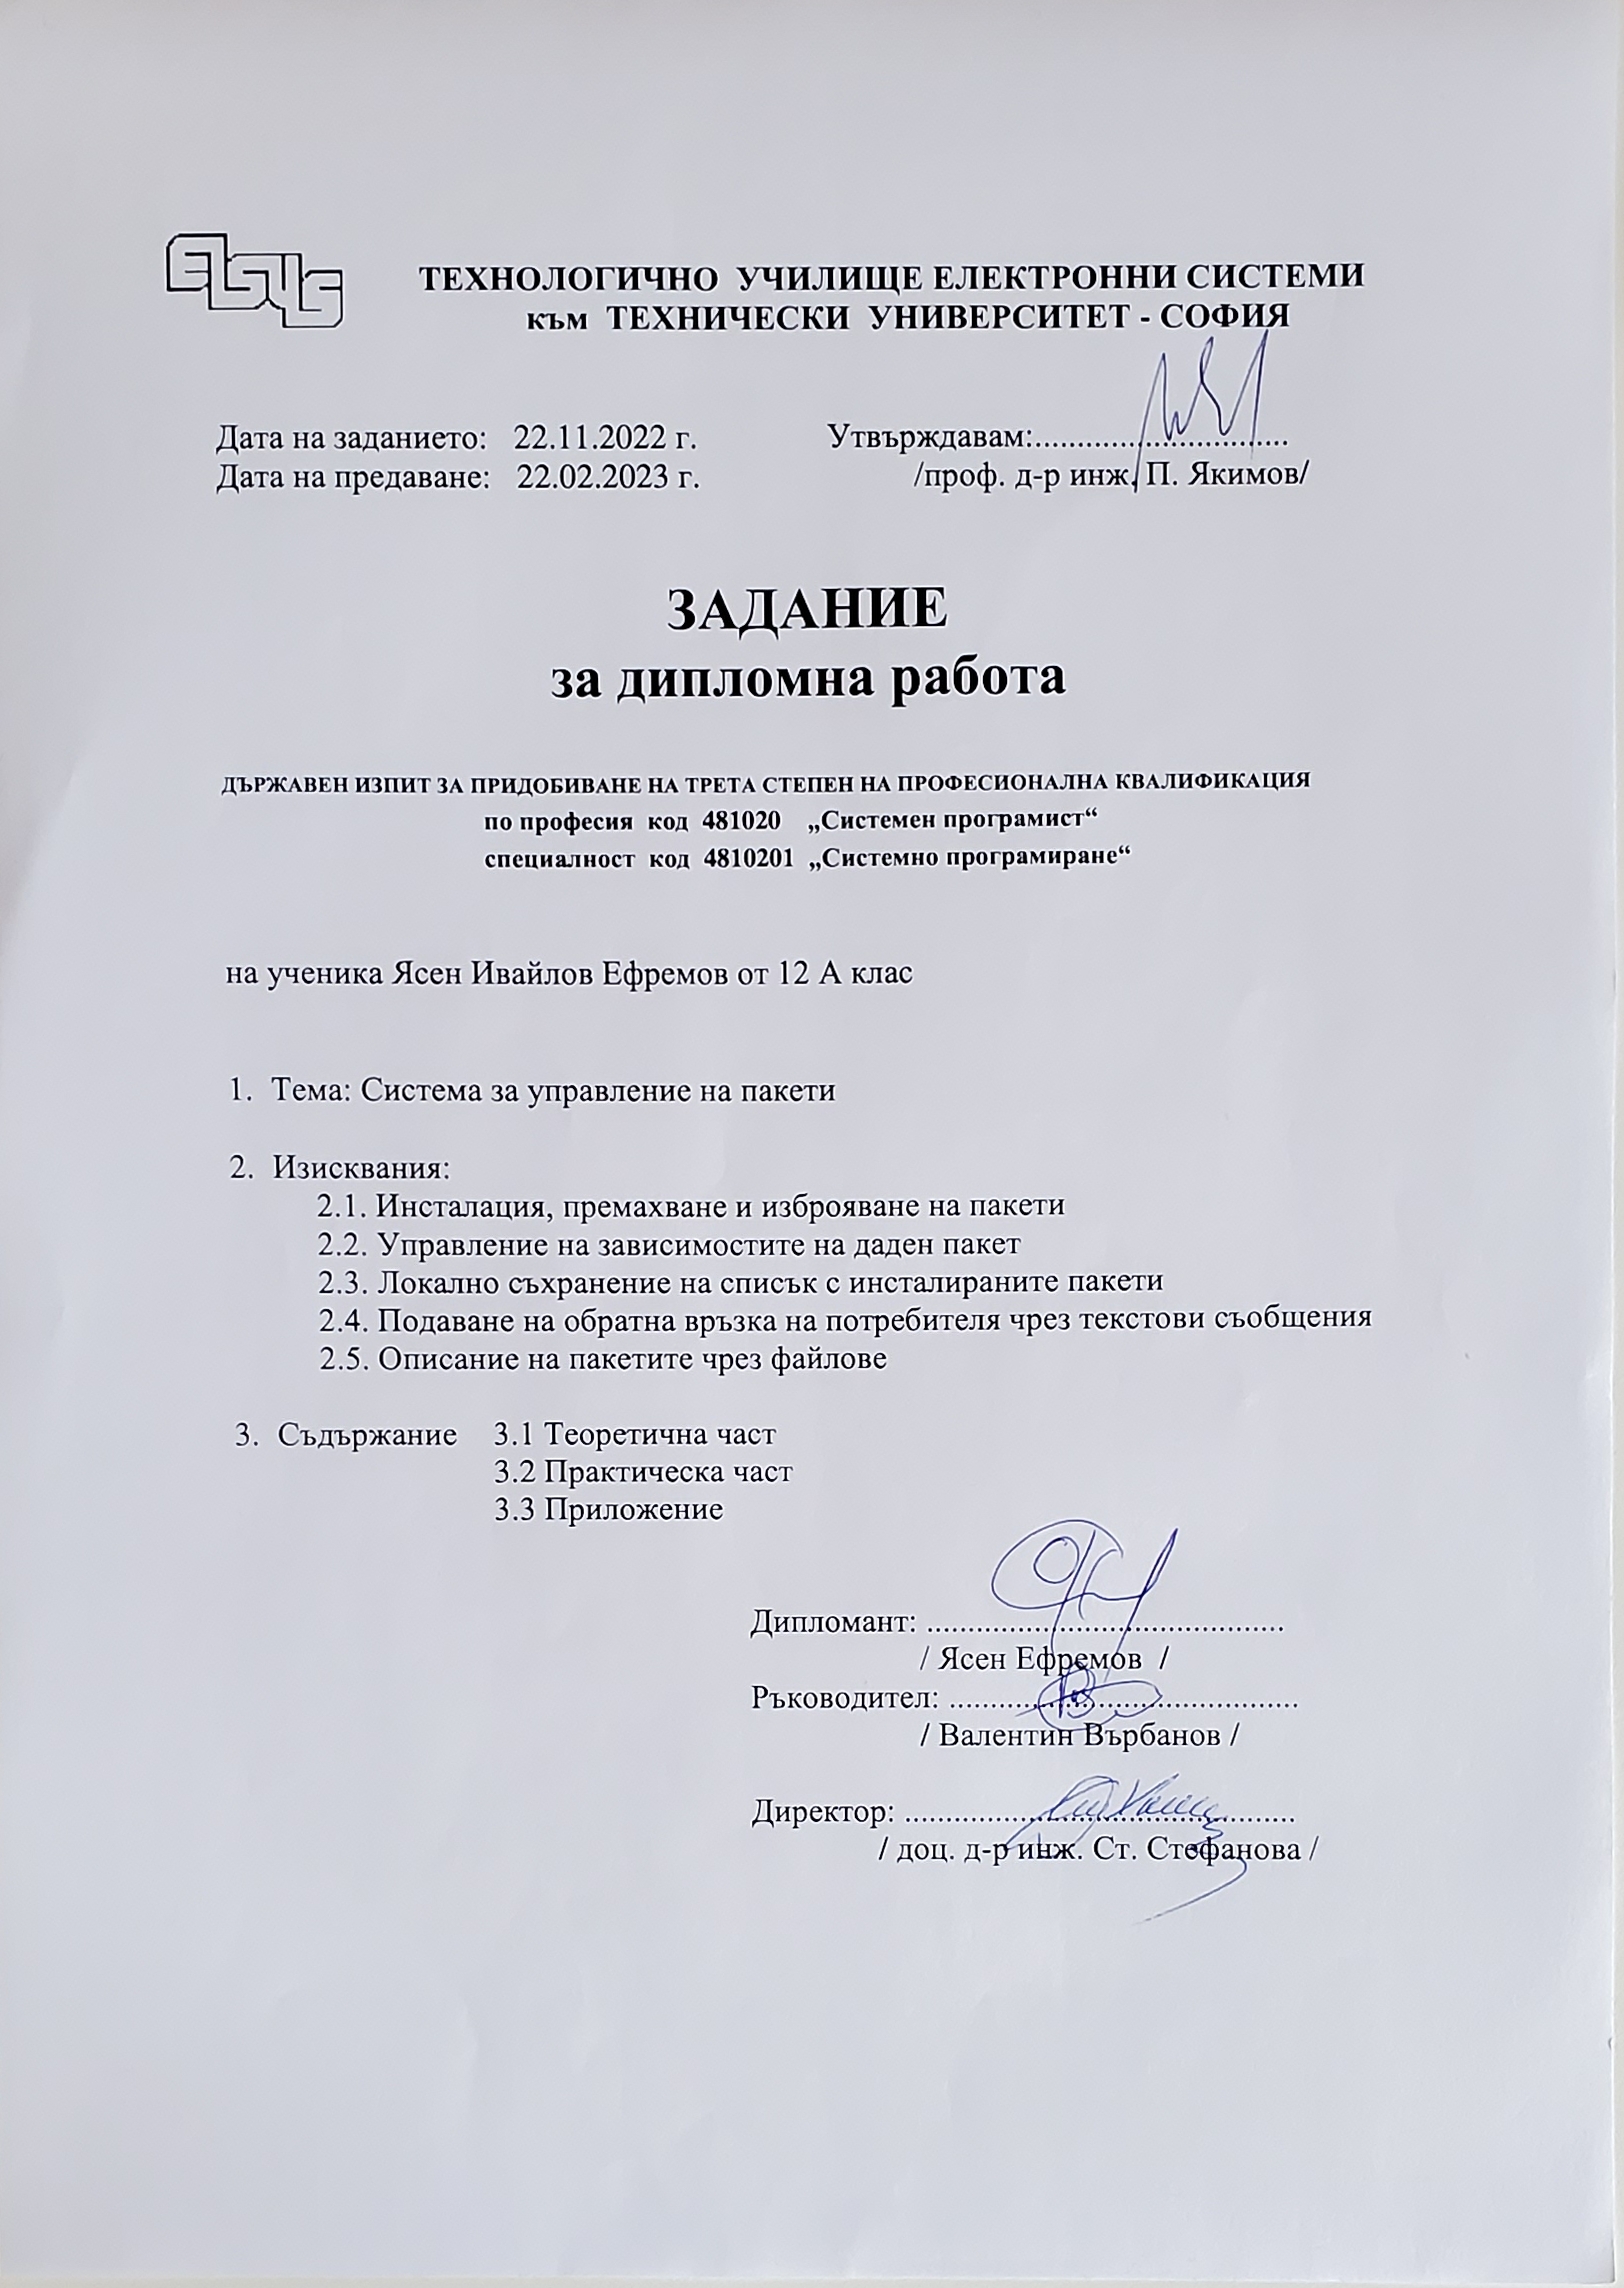 ТЕХНОЛОГИЧНО УЧИЛИЩЕ ЕЛЕКТРОННИ СИСТЕМИ
към ТЕХНИЧЕСКИ УНИВЕРСИТЕТ - СОФИЯ
Дата на заданието: 22.11.2022 г. Утвърждавам:...............................
Дата на предаване: 22.02.2023 г. /проф. д-р инж. П. Якимов/
ЗАДАНИЕ
за дипломна работа
ДЪРЖАВЕН ИЗПИТ ЗА ПРИДОБИВАНЕ НА ТРЕТА СТЕПЕН НА ПРОФЕСИОНАЛНА КВАЛИФИКАЦИЯ
по професия код 481020 „Системен програмист“
специалност код 4810201 „Системно програмиране“
на ученика Ясен Ивайлов Ефремов от 12 А клас
1. Тема: Система за управление на пакети
2. Изисквания:
2.1. Инсталация, премахване и изброяване на пакети
2.2. Управление на зависимостите на даден пакет
2.3. Локално съхранение на списък с инсталираните пакети
2.4. Подаване на обратна връзка на потребителя чрез текстови съобщения
2.5. Описание на пакетите чрез файлове
3. Съдържание 3.1 Теоретична част
3.2 Практическа част
3.3 Приложение
Дипломант: ............................................
/ Ясен Ефремов /
Ръководител: ...........................................
/ Валентин Върбанов /
Директор: ................................................
/ доц. д-р инж. Ст. Стефанова /